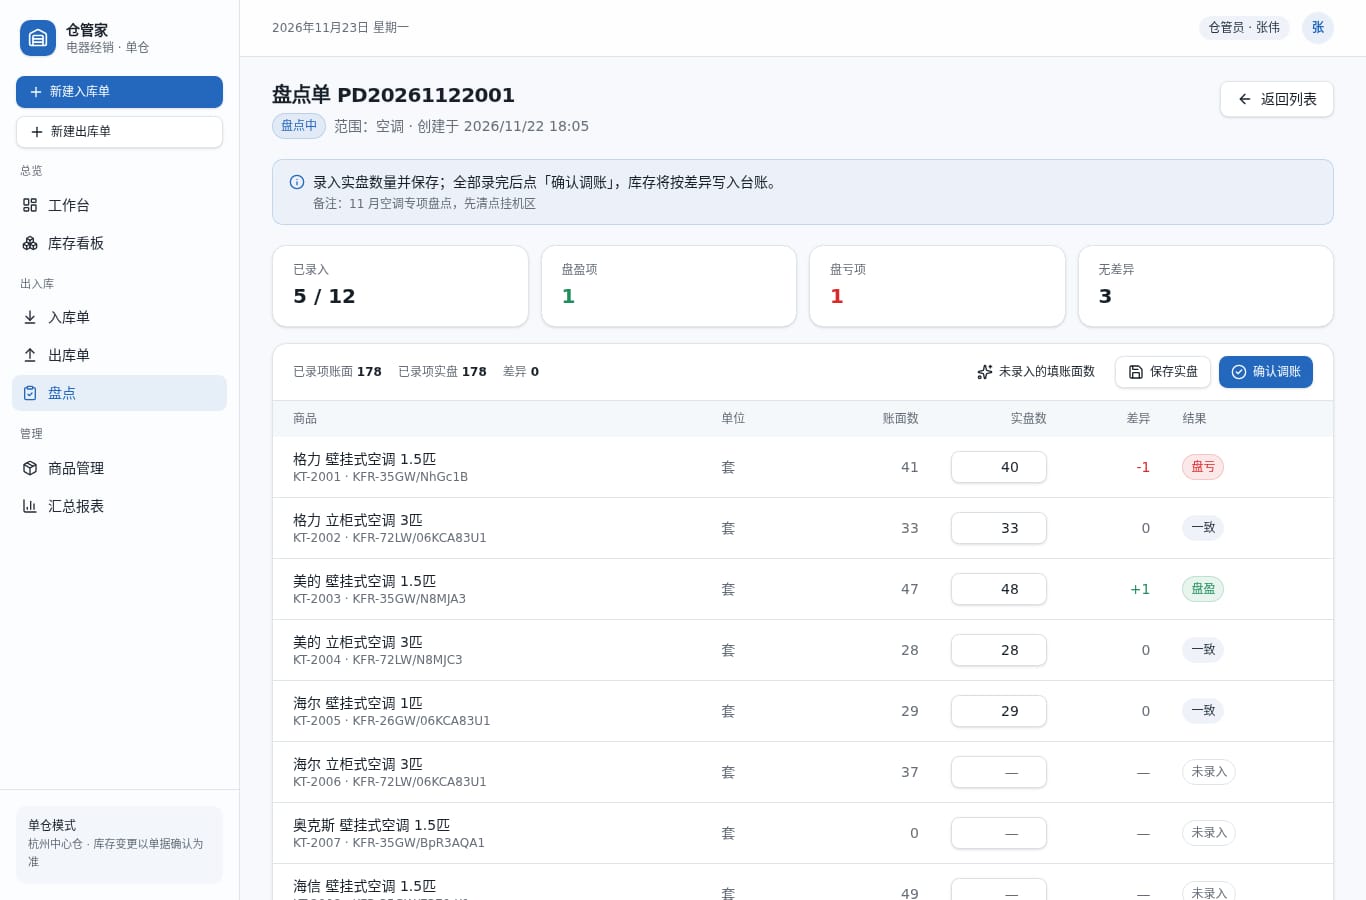 仓管家
电器经销 · 单仓
新建入库单
新建出库单
总览
工作台
库存看板
出入库
入库单
出库单
盘点
管理
商品管理
汇总报表
单仓模式
杭州中心仓 · 库存变更以单据确认为
准
2026年11月23日 星期一
仓管员 · 张伟
张
盘点单 PD20261122001
盘点中 范围：空调 · 创建于 2026/11/22 18:05
返回列表
录入实盘数量并保存；全部录完后点「确认调账」，库存将按差异写入台账。
备注：11 月空调专项盘点，先清点挂机区
已录入
5 / 12
盘盈项
1
盘亏项
1
无差异
3
已录项账面 178 已录项实盘 178 差异 0
未录入的填账面数
保存实盘
确认调账
商品 单位 账面数 实盘数 差异 结果
格力 壁挂式空调 1.5匹
KT-2001 · KFR-35GW/NhGc1B
套 41 40 -1 盘亏
格力 立柜式空调 3匹
KT-2002 · KFR-72LW/06KCA83U1
套 33 33 0 一致
美的 壁挂式空调 1.5匹
KT-2003 · KFR-35GW/N8MJA3
套 47 48 +1 盘盈
美的 立柜式空调 3匹
KT-2004 · KFR-72LW/N8MJC3
套 28 28 0 一致
海尔 壁挂式空调 1匹
KT-2005 · KFR-26GW/06KCA83U1
套 29 29 0 一致
海尔 立柜式空调 3匹
KT-2006 · KFR-72LW/06KCA83U1
套 37 — — 未录入
奥克斯 壁挂式空调 1.5匹
KT-2007 · KFR-35GW/BpR3AQA1
套 0 — — 未录入
海信 壁挂式空调 1.5匹
套 49 — — 未录入